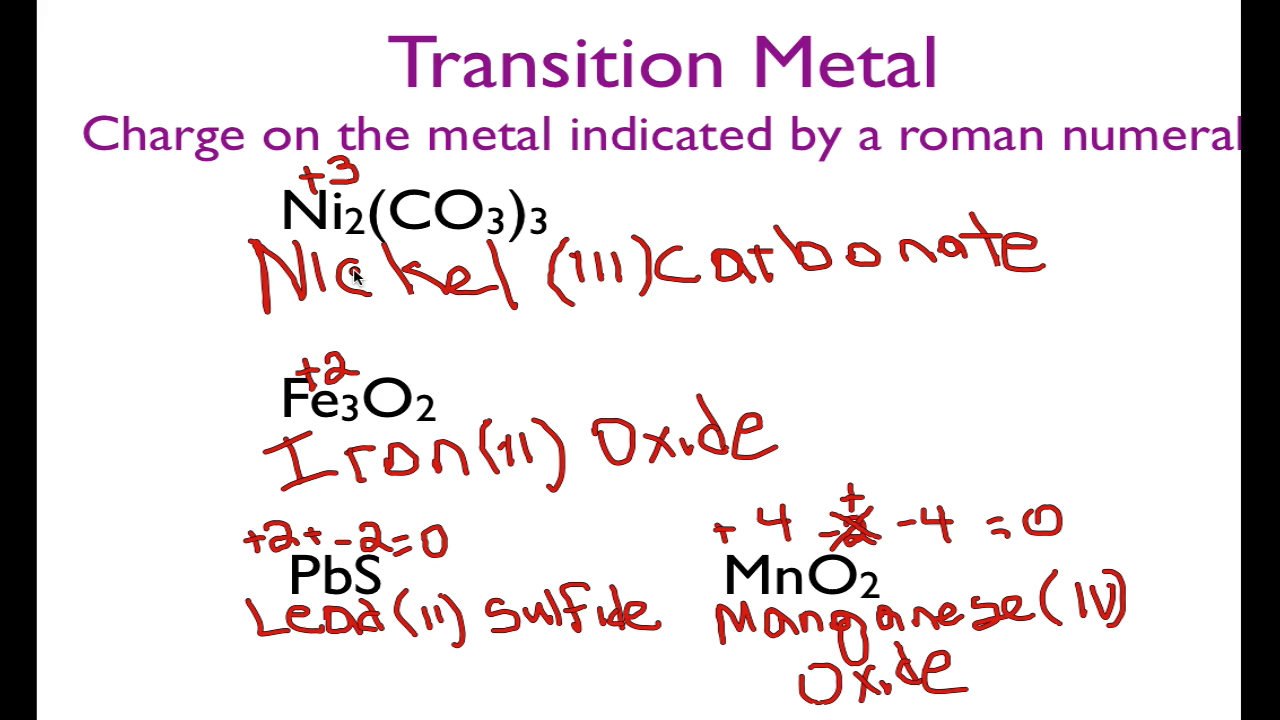 Transition Metal
Charge on the metal indicated by a roman numeral
+3
Ni₂(CO₃)₃
Nickel (III) Carbonate
+2
Fe₃O₂
Iron (II) Oxide
+2 + -2 = 0
PbS
Lead (II) Sulfide
+4 + -4 = 0
MnO₂
Manganese (IV)
Oxide